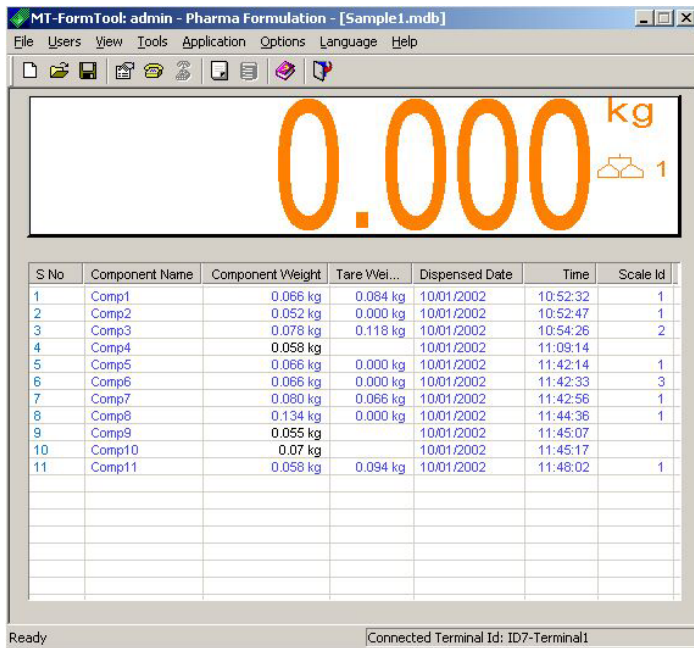 MT-FormTool: admin - Pharma Formulation - [Sample1.mdb]
File Users View Tools Application Options Language Help
0.000 kg
1
S No Component Name Component Weight Tare Wei... Dispensed Date Time Scale Id
1 Comp1 0.066 kg 0.084 kg 10/01/2002 10:52:32 1
2 Comp2 0.052 kg 0.000 kg 10/01/2002 10:52:47 1
3 Comp3 0.078 kg 0.118 kg 10/01/2002 10:54:26 2
4 Comp4 0.058 kg 10/01/2002 11:09:14
5 Comp5 0.066 kg 0.000 kg 10/01/2002 11:42:14 1
6 Comp6 0.066 kg 0.000 kg 10/01/2002 11:42:33 3
7 Comp7 0.080 kg 0.066 kg 10/01/2002 11:42:56 1
8 Comp8 0.134 kg 0.000 kg 10/01/2002 11:44:36 1
9 Comp9 0.055 kg 10/01/2002 11:45:07
10 Comp10 0.07 kg 10/01/2002 11:45:17
11 Comp11 0.058 kg 0.094 kg 10/01/2002 11:48:02 1
Ready Connected Terminal Id: ID7-Terminal1